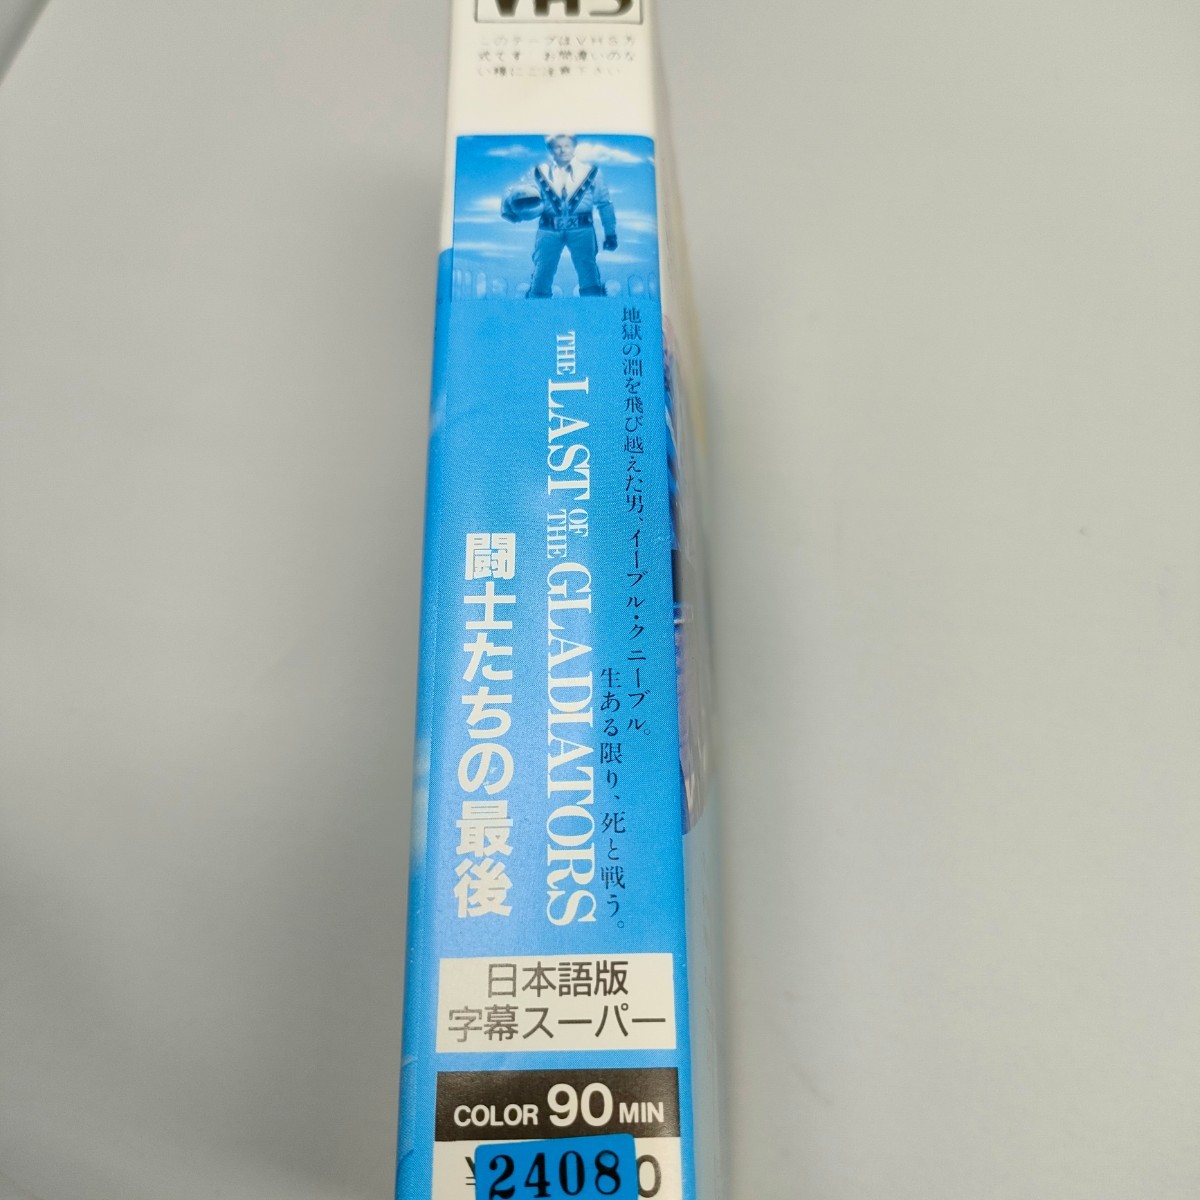 VHS
このテープはVHS方
式です お間違いのな
い様にご注意下さい
地獄の淵を飛び越えた男、イーブル・クニーブル。
生ある限り、死と戦う。
THE LAST OF THE GLADIATORS
闘士たちの最後
日本語版
字幕スーパー
COLOR 90 MIN
¥ 0
24080